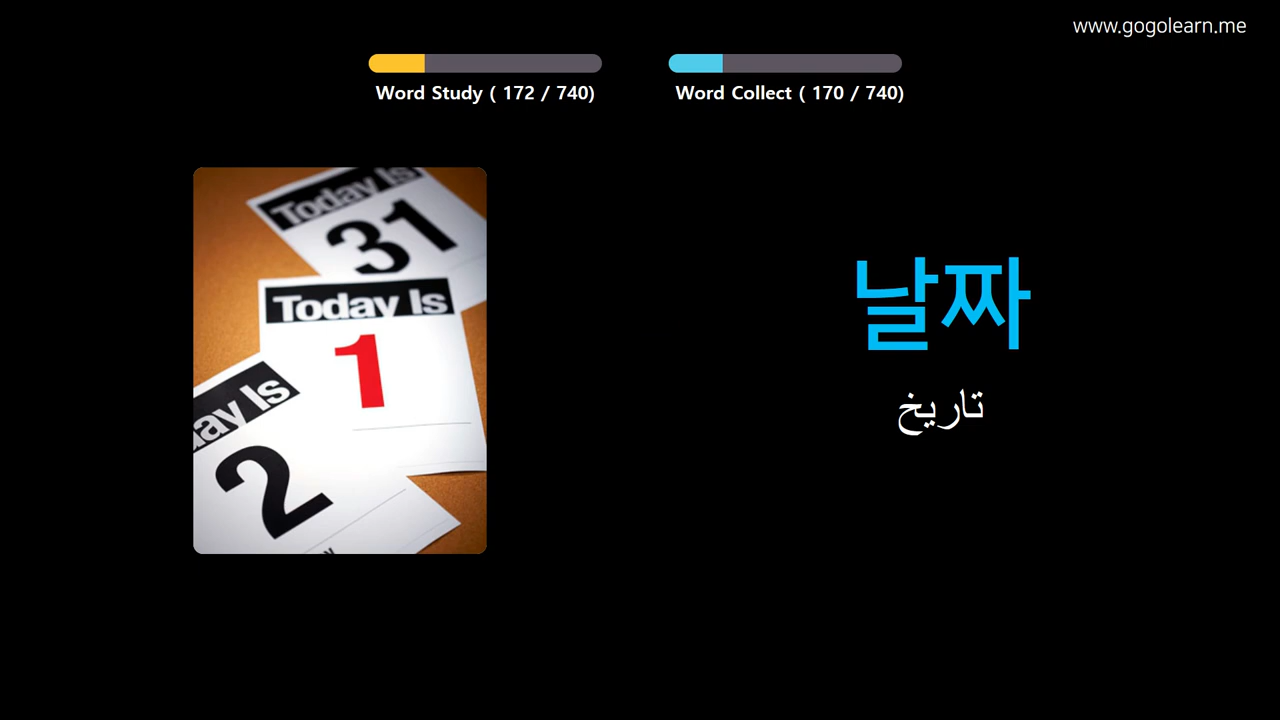 www.gogolearn.me
Word Study ( 172 / 740)
Word Collect ( 170 / 740)
Today Is
31
Today Is
1
day Is
2
날짜
تاريخ